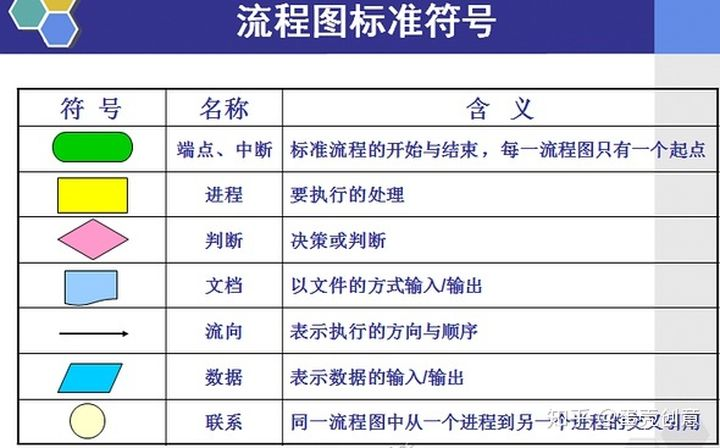 流程图标准符号
符 号 名称 含 义
端点、中断 标准流程的开始与结束，每一流程图只有一个起点
进程 要执行的处理
判断 决策或判断
文档 以文件的方式输入/输出
流向 表示执行的方向与顺序
数据 表示数据的输入/输出
联系 同一流程图中从一个进程到另一个进程的交叉引用
知乎